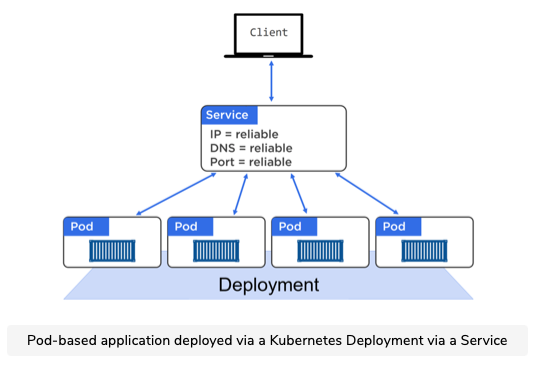 Client
Service
IP = reliable
DNS = reliable
Port = reliable
Pod
Pod
Pod
Pod
Deployment
Pod-based application deployed via a Kubernetes Deployment via a Service